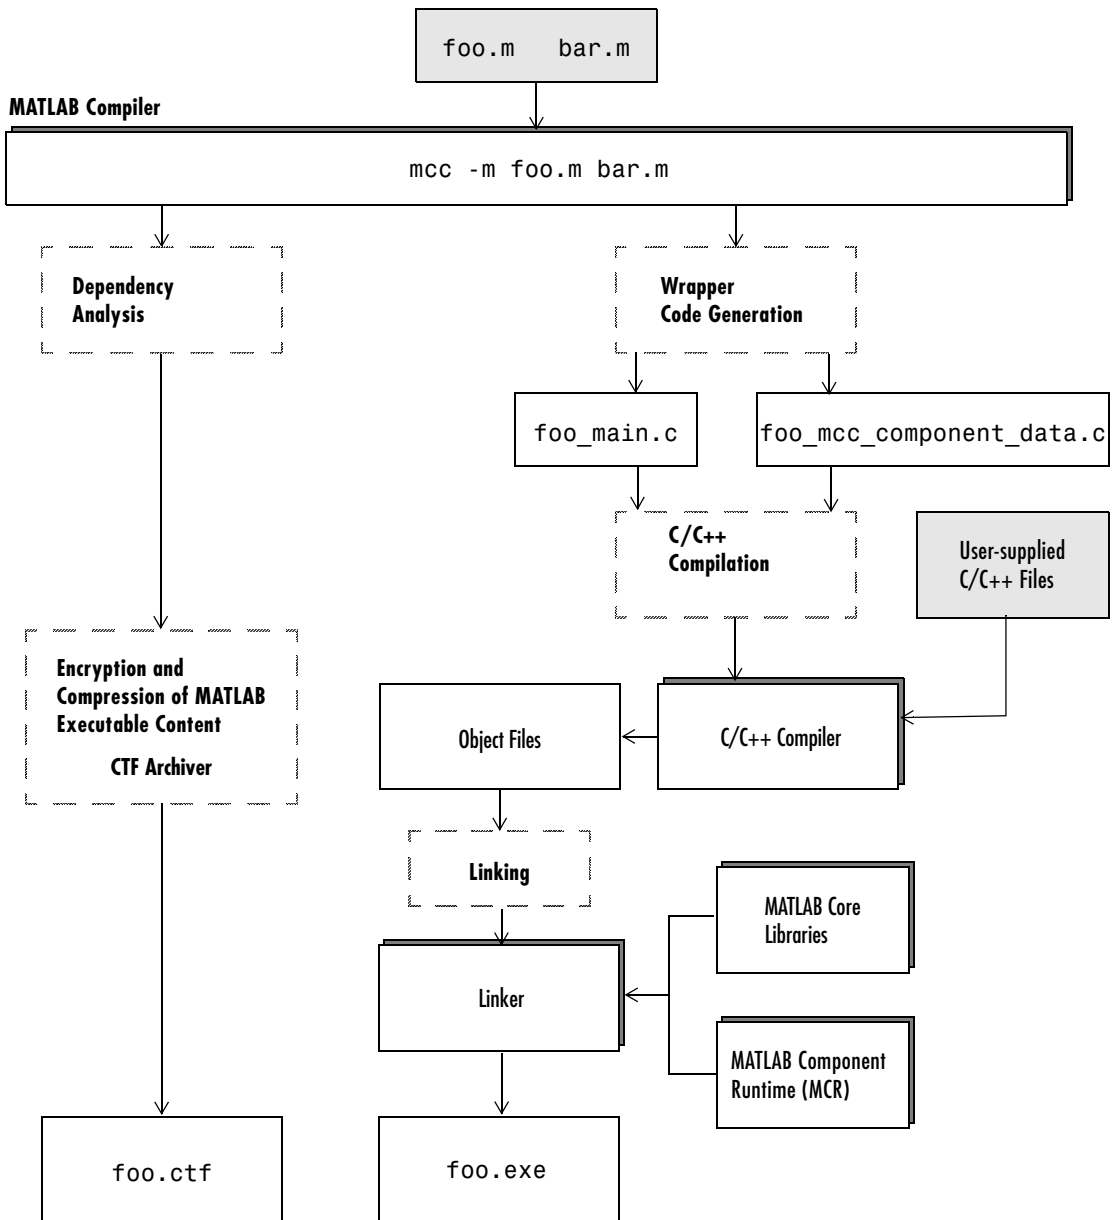 foo.m bar.m
MATLAB Compiler
mcc -m foo.m bar.m
Dependency
Analysis
Wrapper
Code Generation
foo_main.c
foo_mcc_component_data.c
C/C++
Compilation
User-supplied
C/C++ Files
Encryption and
Compression of MATLAB
Executable Content
CTF Archiver
Object Files
C/C++ Compiler
Linking
MATLAB Core
Libraries
Linker
MATLAB Component
Runtime (MCR)
foo.ctf
foo.exe